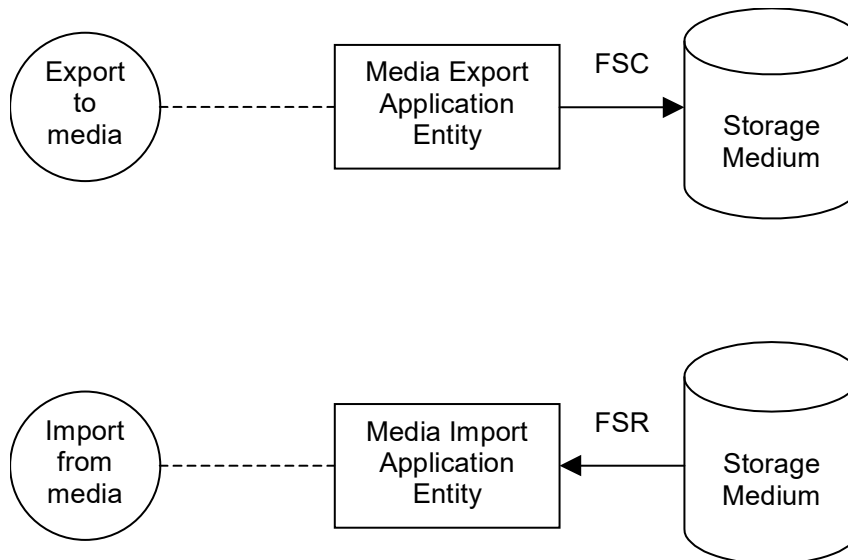 Export
to
media
Media Export
Application
Entity
FSC
Storage
Medium
Import
from
media
Media Import
Application
Entity
FSR
Storage
Medium